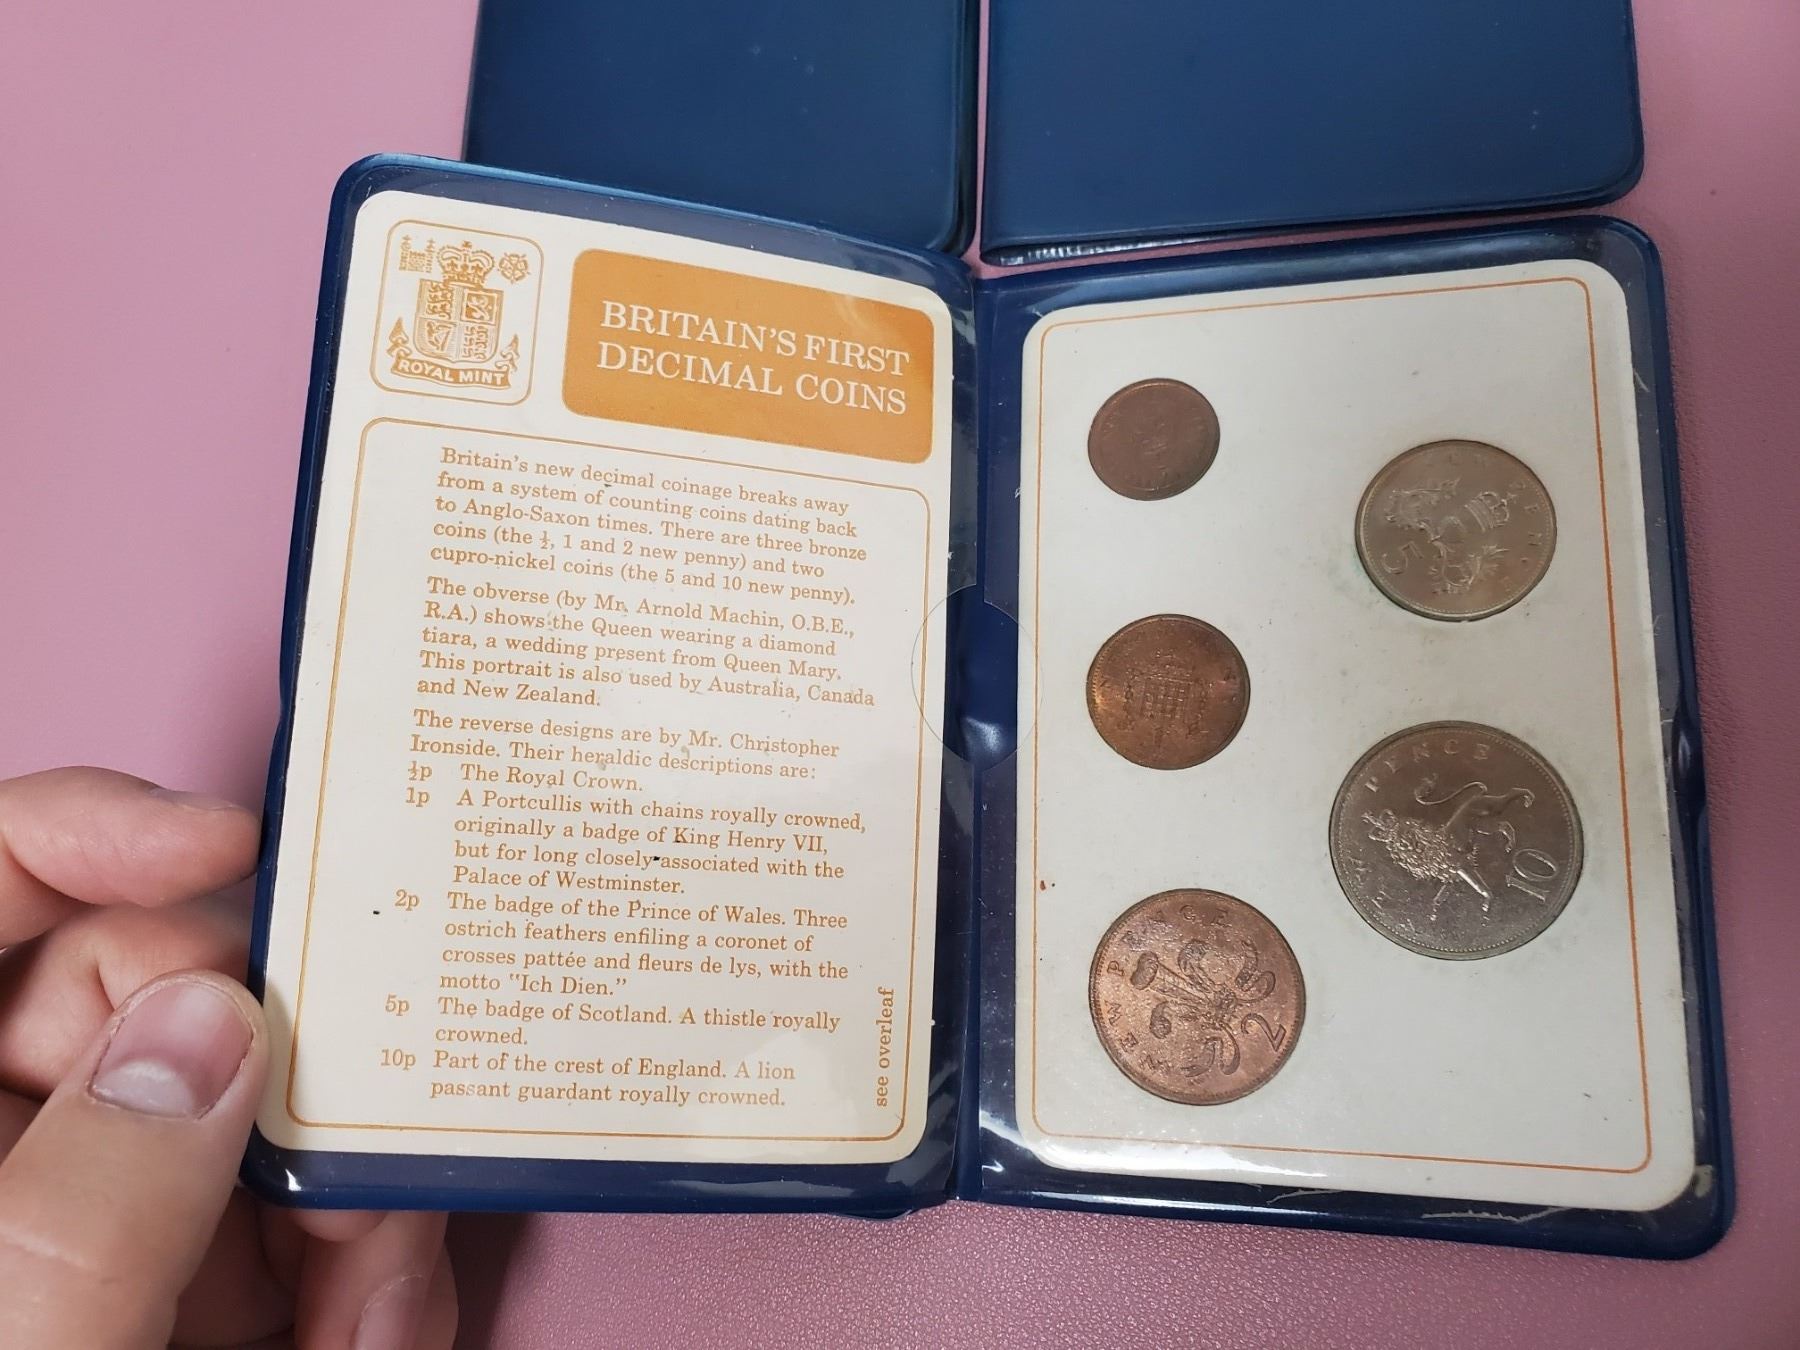 ROYAL MINT
BRITAIN'S FIRST
DECIMAL COINS
Britain's new decimal coinage breaks away
from a system of counting coins dating back
to Anglo-Saxon times. There are three bronze
coins (the ½, 1 and 2 new penny) and two
cupro-nickel coins (the 5 and 10 new penny).
The obverse (by Mr. Arnold Machin, O.B.E.,
R.A.) shows the Queen wearing a diamond
tiara, a wedding present from Queen Mary.
This portrait is also used by Australia, Canada
and New Zealand.
The reverse designs are by Mr. Christopher
Ironside. Their heraldic descriptions are:
½p The Royal Crown.
1p A Portcullis with chains royally crowned,
originally a badge of King Henry VII,
but for long closely associated with the
Palace of Westminster.
2p The badge of the Prince of Wales. Three
ostrich feathers enfiling a coronet of
crosses pattée and fleurs de lys, with the
motto "Ich Dien."
5p The badge of Scotland. A thistle royally
crowned.
10p Part of the crest of England. A lion
passant guardant royally crowned.
see overleaf
NEW PENCE
5
NEW PENCE
10
NEW PENCE
2